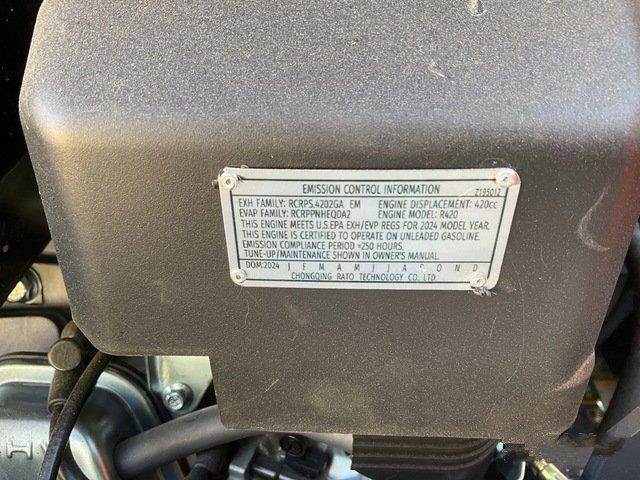 EMISSION CONTROL INFORMATION Z195012
EXH FAMILY: RCRPS.4202GA EM ENGINE DISPLACEMENT: 420cc
EVAP FAMILY: RCRPPNHEQDA2 ENGINE MODEL: R420
THIS ENGINE MEETS U.S.EPA EXH/EVP REGS FOR 2024 MODEL YEAR.
THIS ENGINE IS CERTIFIED TO OPERATE ON UNLEADED GASOLINE.
EMISSION COMPLIANCE PERIOD =250 HOURS.
TUNE-UP/MAINTENANCE SHOWN IN OWNER'S MANUAL.
DOM:2024 J F M A M J J A S O N D
CHONGQING RATO TECHNOLOGY CO., LTD.